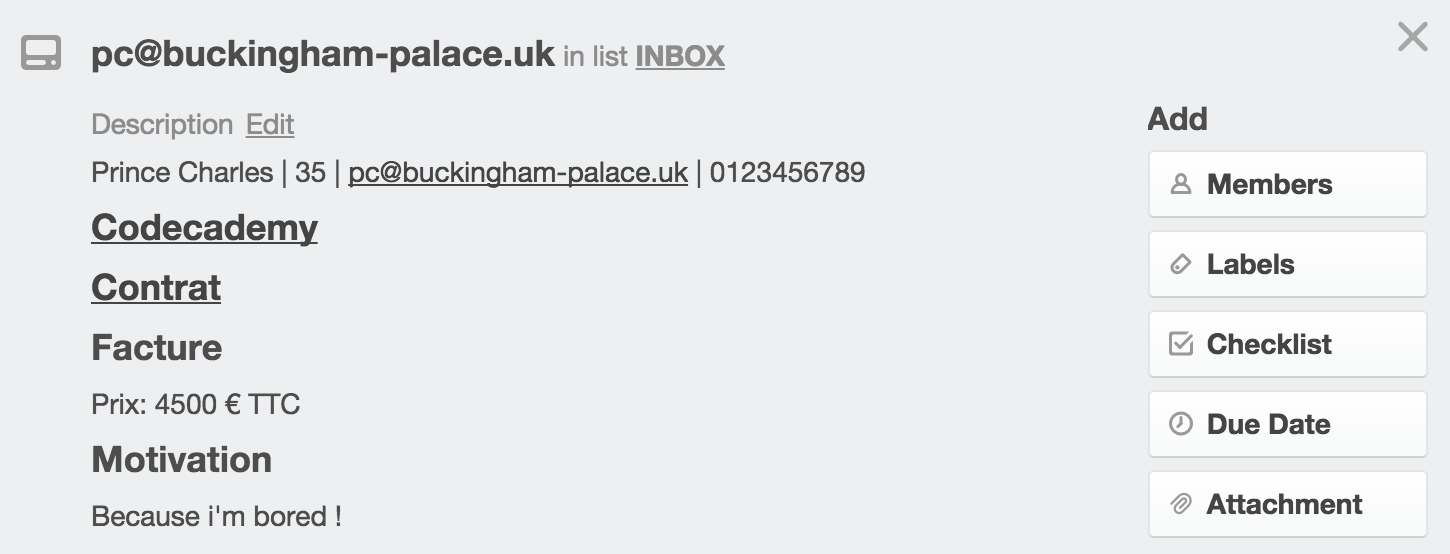 pc@buckingham-palace.uk in list INBOX
Description Edit
Prince Charles | 35 | pc@buckingham-palace.uk | 0123456789
Codecademy
Contrat
Facture
Prix: 4500 € TTC
Motivation
Because i'm bored !
Add
Members
Labels
Checklist
Due Date
Attachment